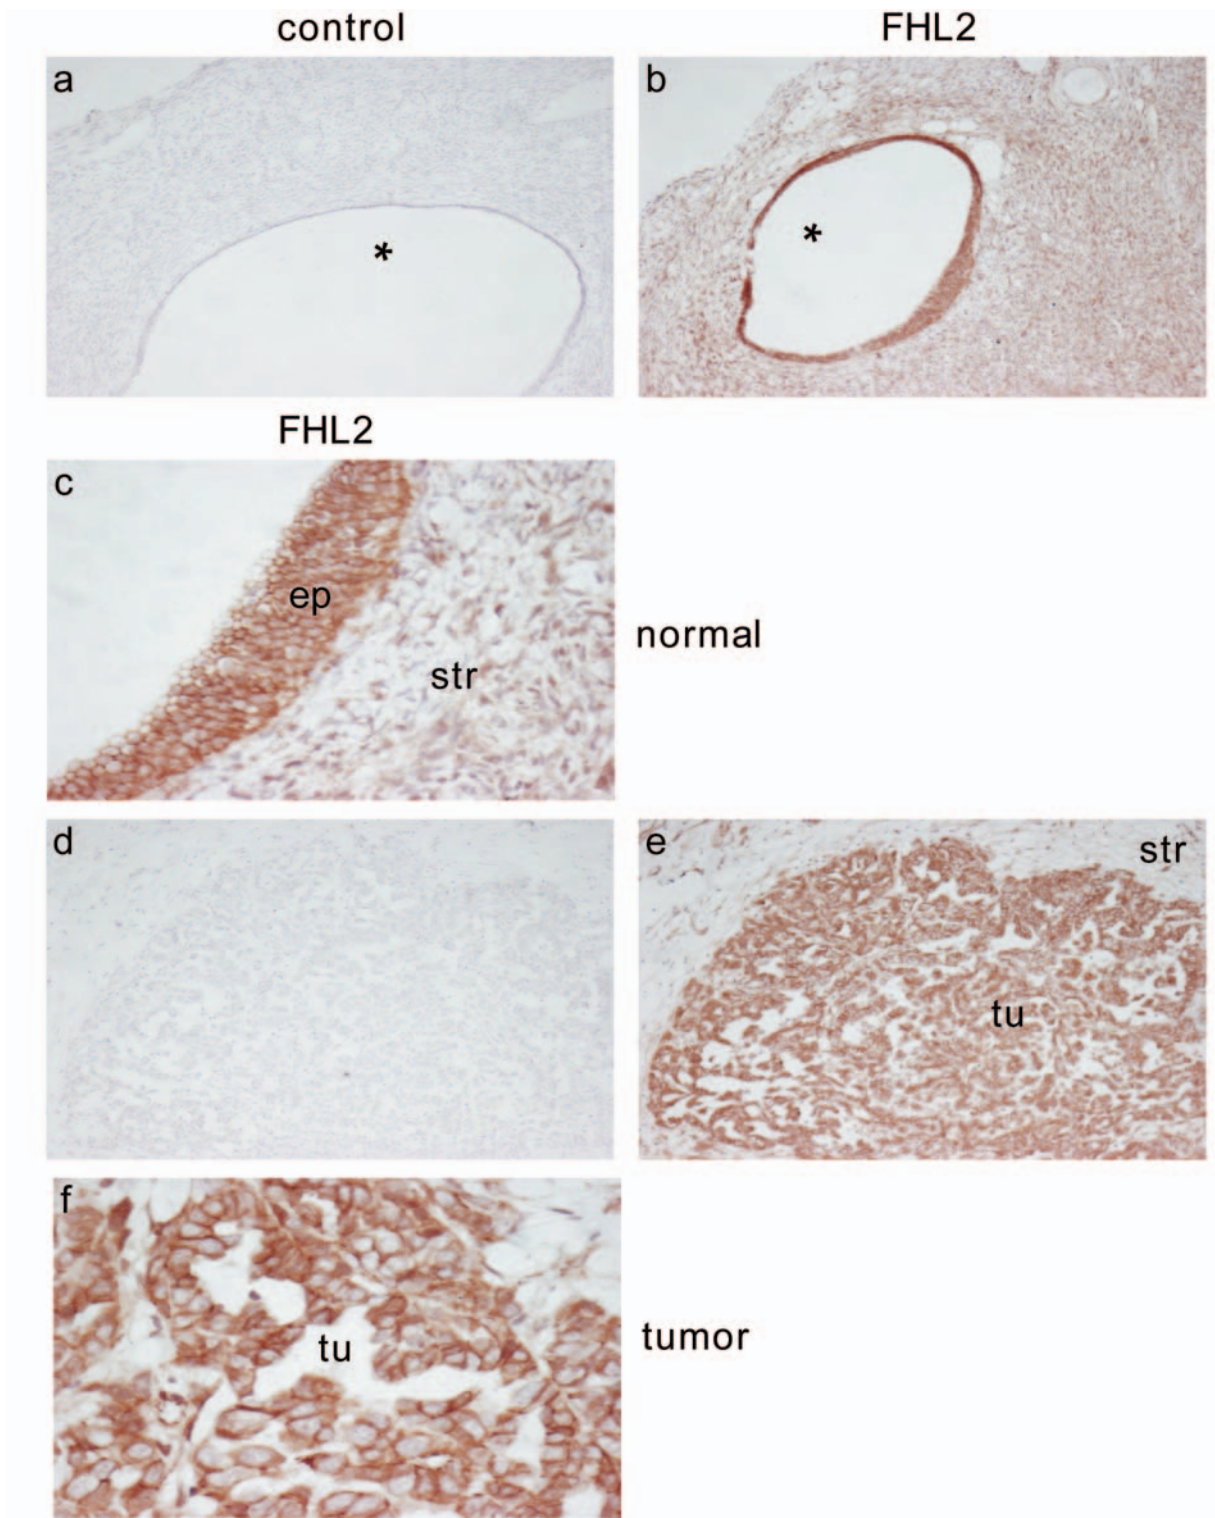 control FHL2
a b
* *
FHL2
c
ep
str
normal
d e
str
tu
f
tu
tumor